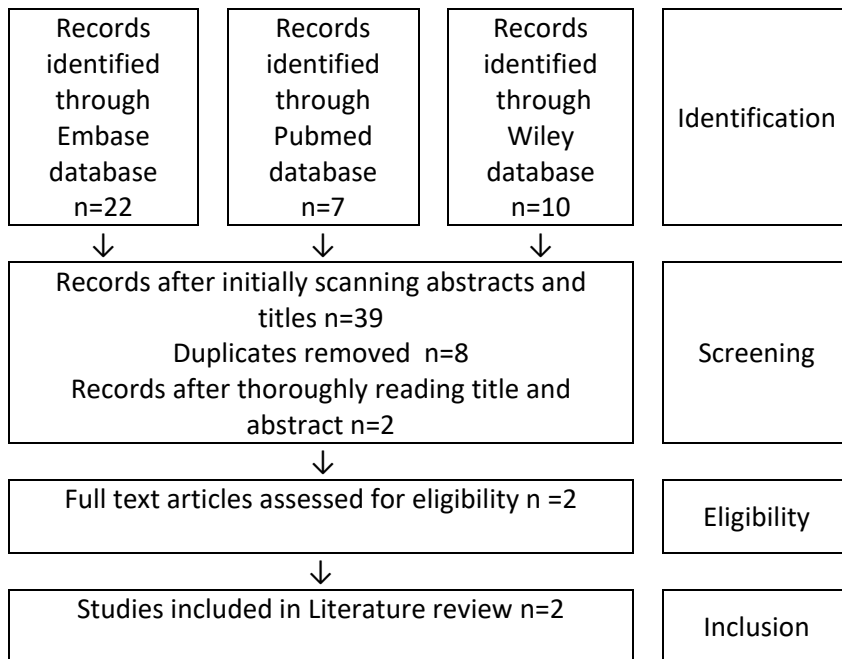 Records
identified
through
Embase
database
n=22
Records
identified
through
Pubmed
database
n=7
Records
identified
through
Wiley
database
n=10
Identification
Records after initially scanning abstracts and
titles n=39
Duplicates removed n=8
Records after thoroughly reading title and
abstract n=2
Screening
Full text articles assessed for eligibility n =2
Eligibility
Studies included in Literature review n=2
Inclusion